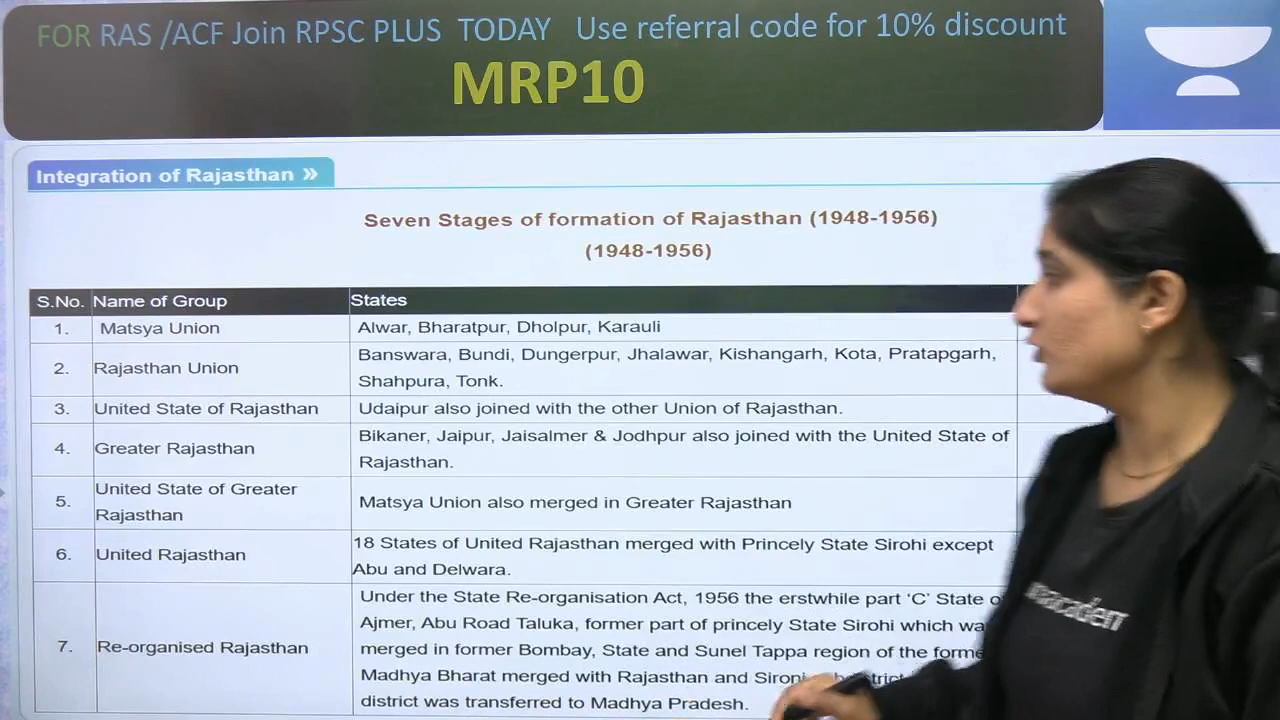 FOR RAS /ACF Join RPSC PLUS TODAY Use referral code for 10% discount
MRP10
Integration of Rajasthan »
Seven Stages of formation of Rajasthan (1948-1956)
(1948-1956)
S.No. Name of Group States
1. Matsya Union Alwar, Bharatpur, Dholpur, Karauli
2. Rajasthan Union Banswara, Bundi, Dungerpur, Jhalawar, Kishangarh, Kota, Pratapgarh,
Shahpura, Tonk.
3. United State of Rajasthan Udaipur also joined with the other Union of Rajasthan.
4. Greater Rajasthan Bikaner, Jaipur, Jaisalmer & Jodhpur also joined with the United State of
Rajasthan.
5. United State of Greater
Rajasthan Matsya Union also merged in Greater Rajasthan
6. United Rajasthan 18 States of United Rajasthan merged with Princely State Sirohi except
Abu and Delwara.
7. Re-organised Rajasthan Under the State Re-organisation Act, 1956 the erstwhile part ‘C’ State
Ajmer, Abu Road Taluka, former part of princely State Sirohi which
merged in former Bombay, State and Sunel Tappa region of the
Madhya Bharat merged with Rajasthan and
district was transferred to Madhya Pradesh.